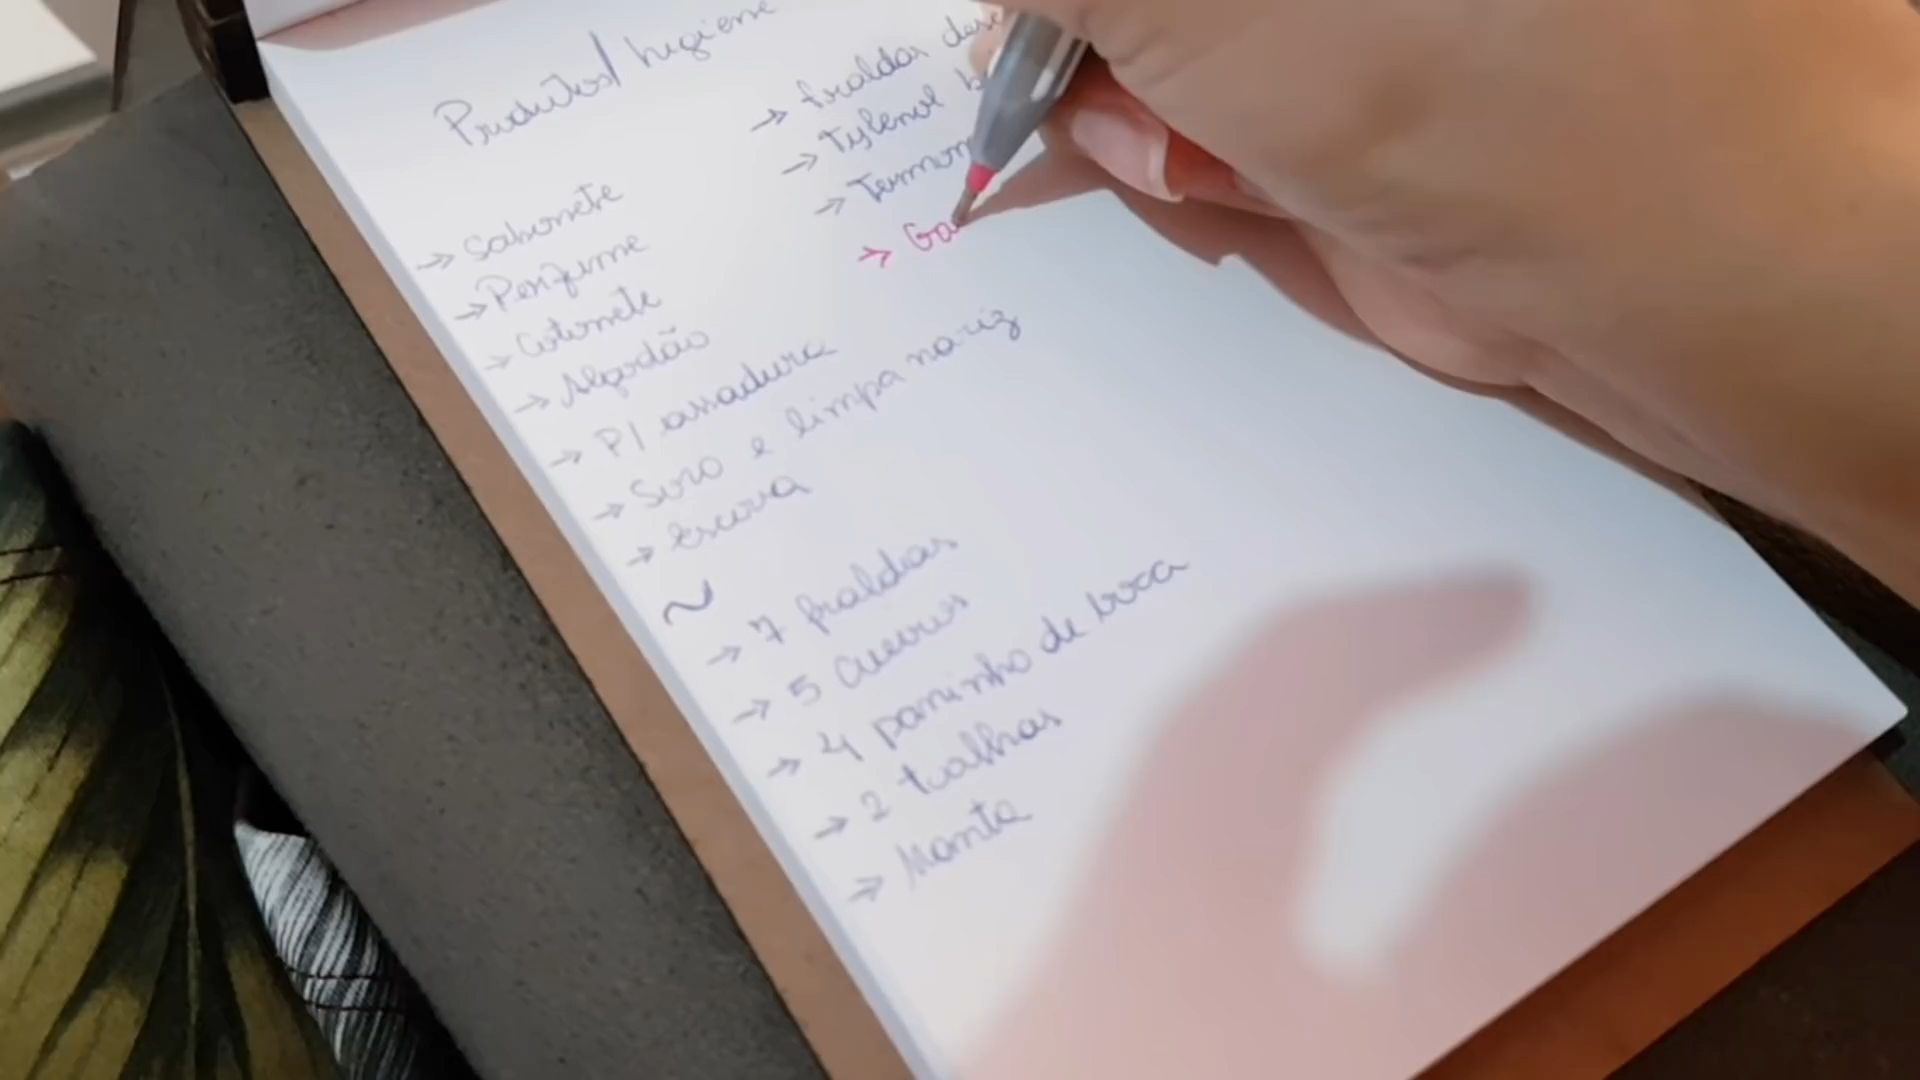 Produtos/ higiene
→ Sabonete
→ Perfume
→ Cotonete
→ Algodão
→ P/ assadura
→ Soro e limpa nariz
→ Escova
~
→ 7 fraldas
→ 5 cueiros
→ 4 paninho de boca
→ 2 toalhas
→ Manta
→ fraldas desc
→ Tylenol b
→ Termom
→ Ga